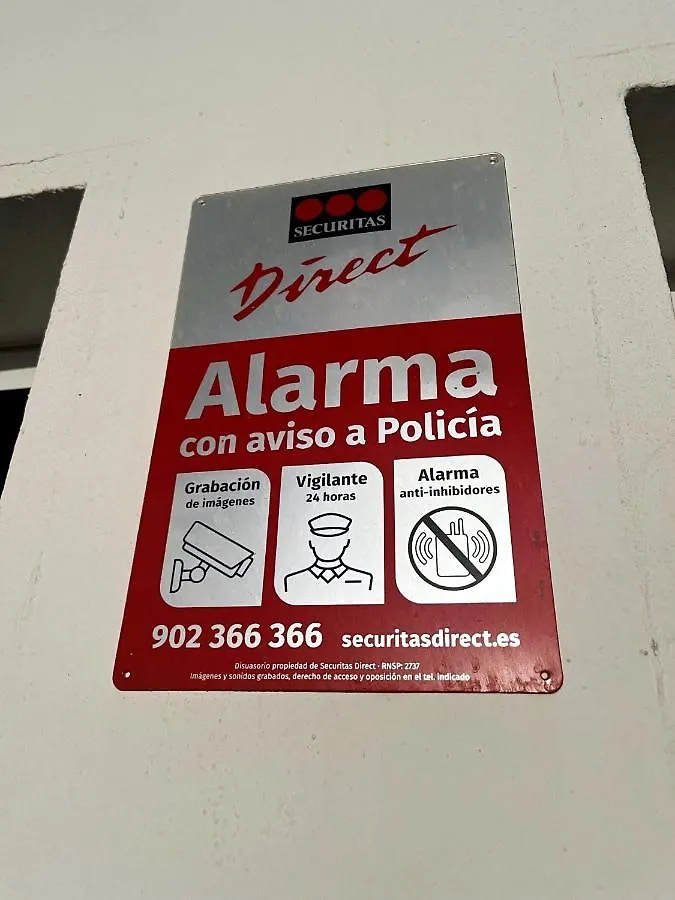 SECURITAS
Direct
Alarma
con aviso a Policía
Grabación
de imágenes
Vigilante
24 horas
Alarma
anti-inhibidores
902 366 366 securitasdirect.es
Disuasorio propiedad de Securitas Direct - RNSP: 2737
Imágenes y sonidos grabados, derecho de acceso y oposición en el tel. indicado